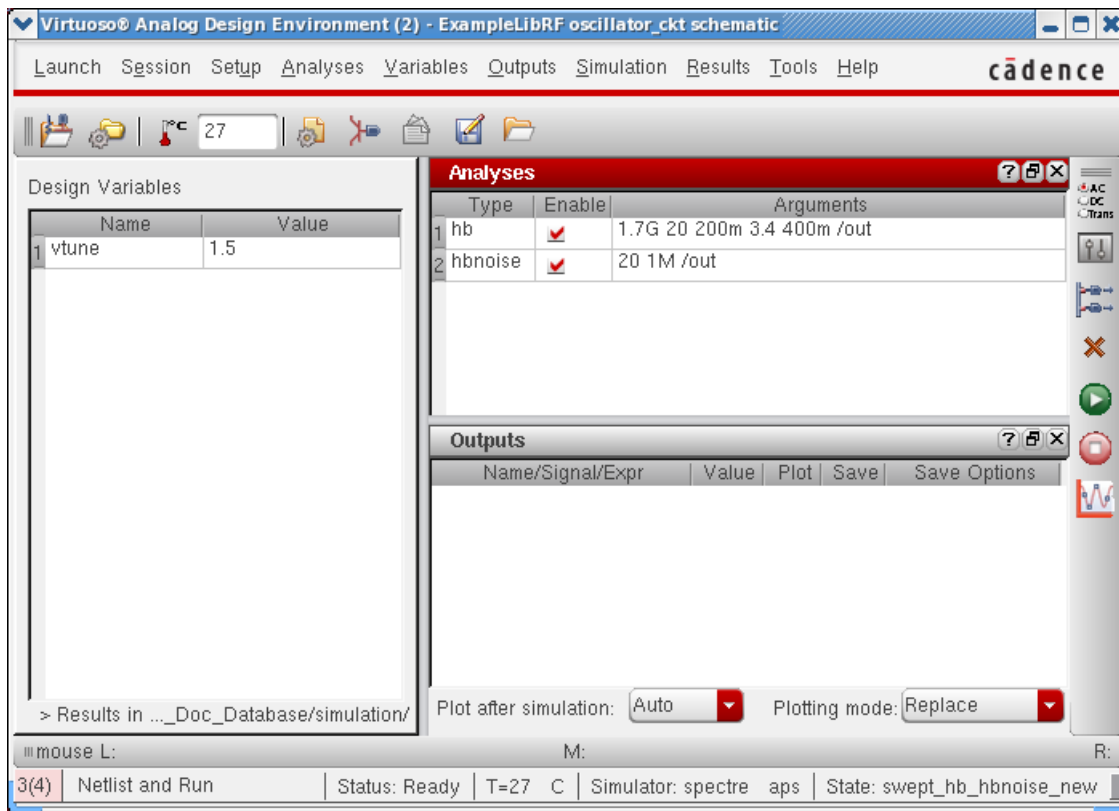 Virtuoso® Analog Design Environment (2) - ExampleLibRF oscillator_ckt schematic
Launch Session Setup Analyses Variables Outputs Simulation Results Tools Help cādence
°C 27
Design Variables
Name Value
1 vtune 1.5
> Results in ..._Doc_Database/simulation/
Analyses ?
Type Enable Arguments
1 hb 1.7G 20 200m 3.4 400m /out
2 hbnoise 20 1M /out
Outputs ?
Name/Signal/Expr Value Plot Save Save Options
Plot after simulation: Auto Plotting mode: Replace
AC
DC
Trans
mouse L: M: R:
3(4) Netlist and Run Status: Ready T=27 C Simulator: spectre aps State: swept_hb_hbnoise_new